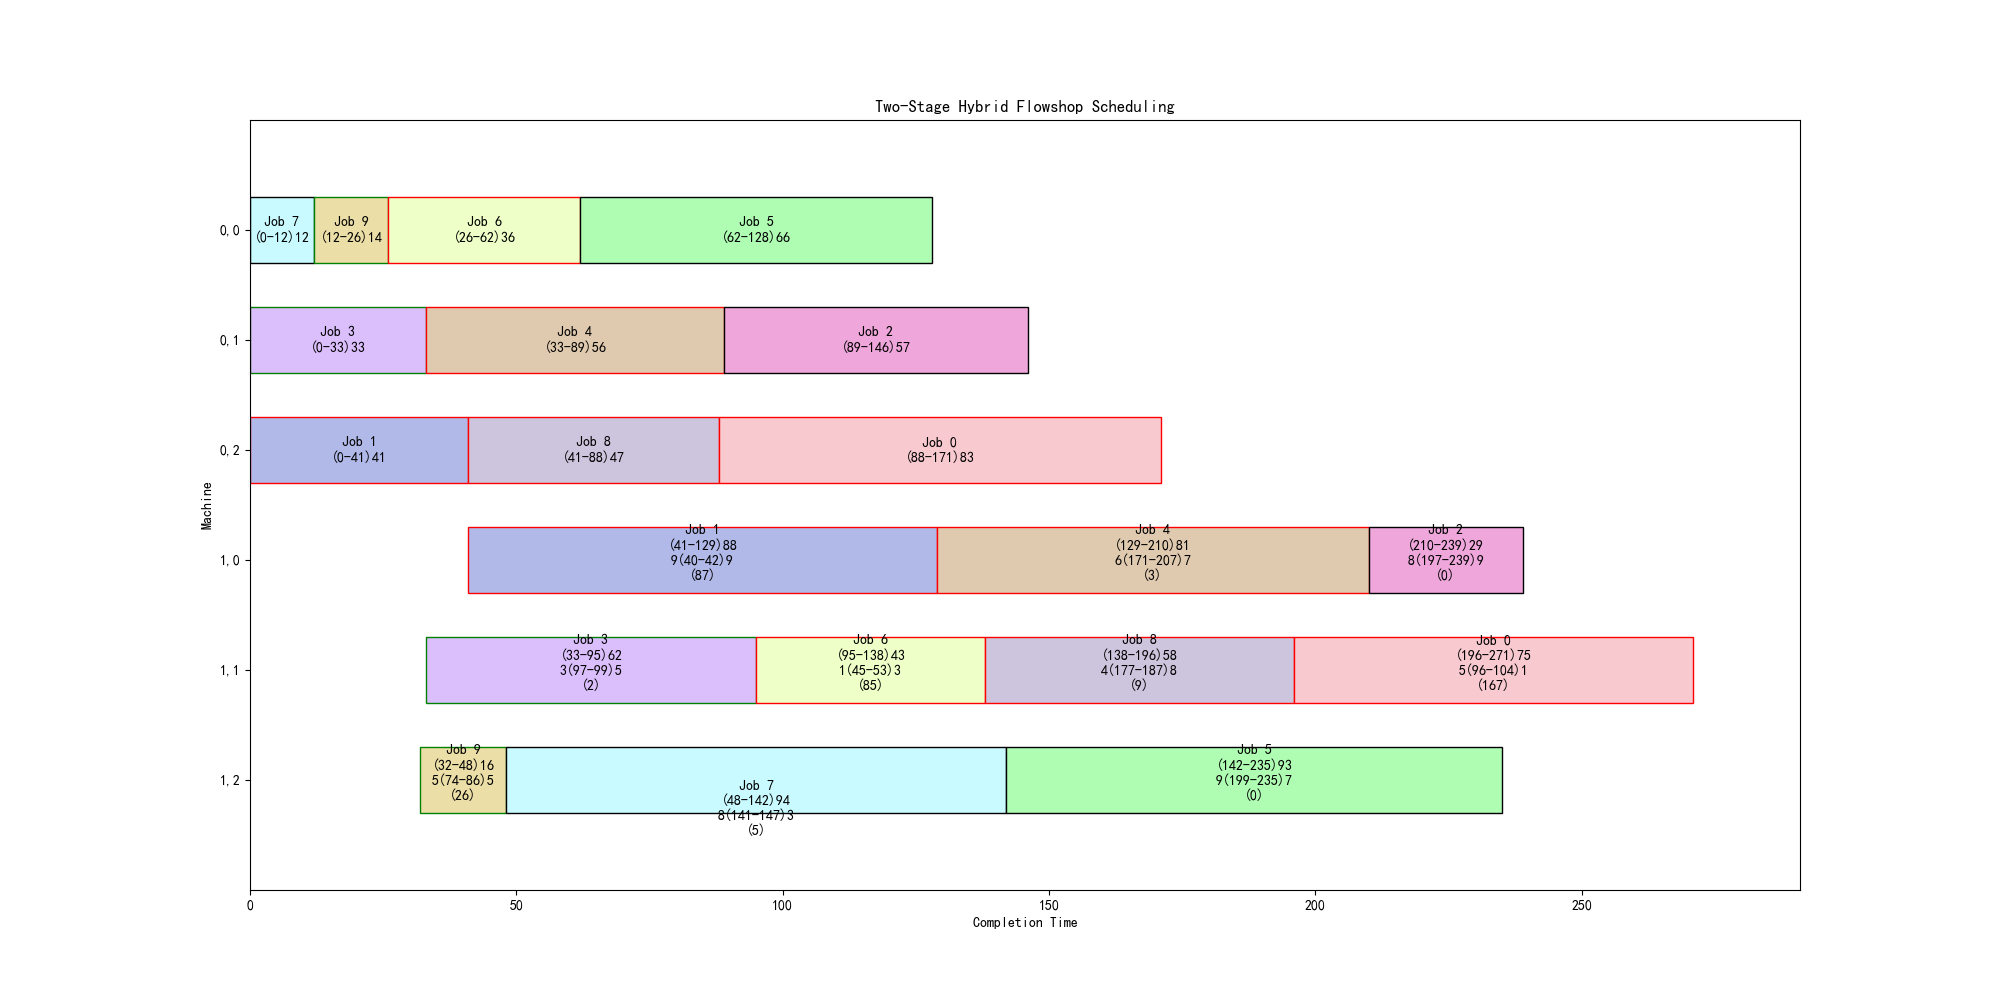 Two-Stage Hybrid Flowshop Scheduling
Machine
0,0
Job 7
(0-12)12
Job 9
(12-26)14
Job 6
(26-62)36
Job 5
(62-128)66
0,1
Job 3
(0-33)33
Job 4
(33-89)56
Job 2
(89-146)57
0,2
Job 1
(0-41)41
Job 8
(41-88)47
Job 0
(88-171)83
1,0
Job 1
(41-129)88
9(40-42)9
(87)
Job 4
(129-210)81
6(171-207)7
(3)
Job 2
(210-239)29
8(197-239)9
(0)
1,1
Job 3
(33-95)62
3(97-99)5
(2)
Job 6
(95-138)43
1(45-53)3
(85)
Job 8
(138-196)58
4(177-187)8
(9)
Job 0
(196-271)75
5(96-104)1
(167)
1,2
Job 9
(32-48)16
5(74-86)5
(26)
Job 7
(48-142)94
8(141-147)3
(5)
Job 5
(142-235)93
9(199-235)7
(0)
0
50
100
150
200
250
Completion Time